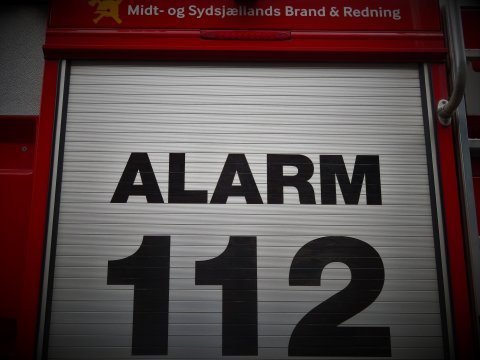 Midt- og Sydsjællands Brand & Redning
ALARM
112